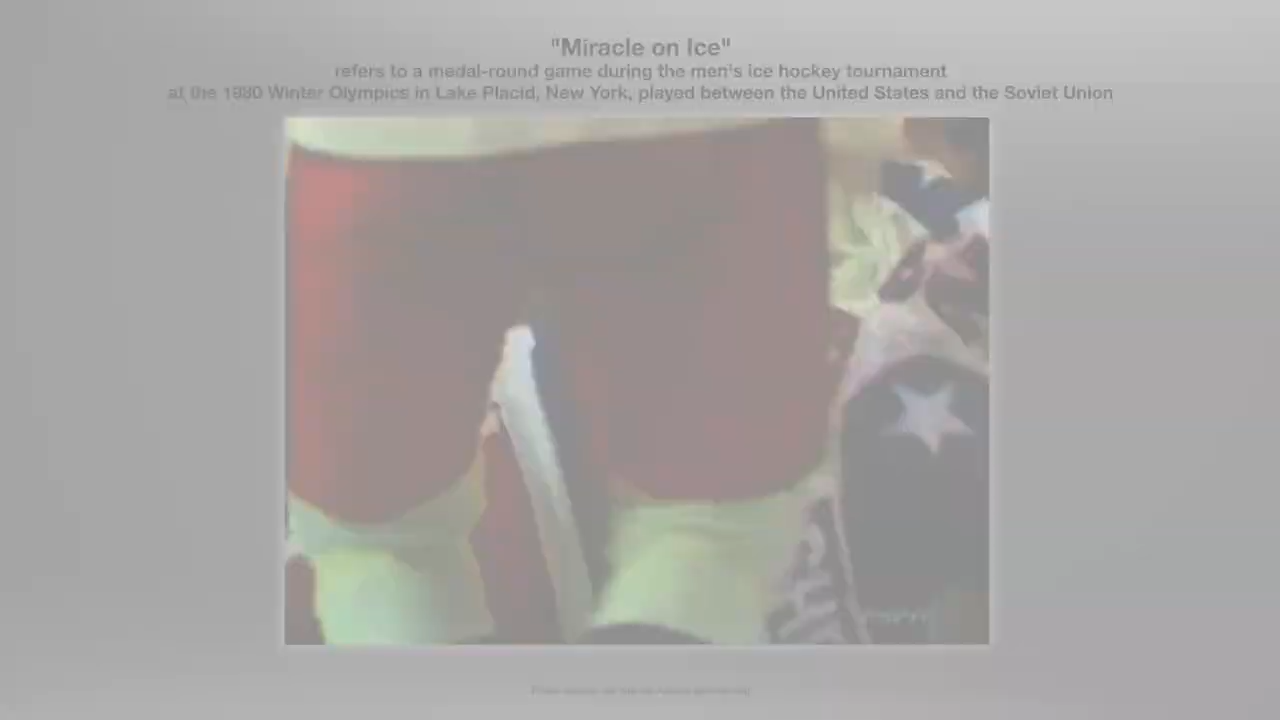 "Miracle on Ice"
refers to a medal-round game during the men's ice hockey tournament
at the 1980 Winter Olympics in Lake Placid, New York, played between the United States and the Soviet Union